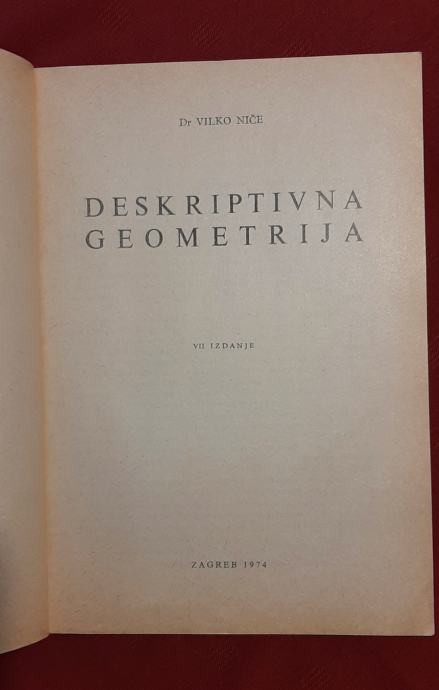 Dr VILKO NIČE
DESKRIPTIVNA
GEOMETRIJA
VII IZDANJE
ZAGREB 1974